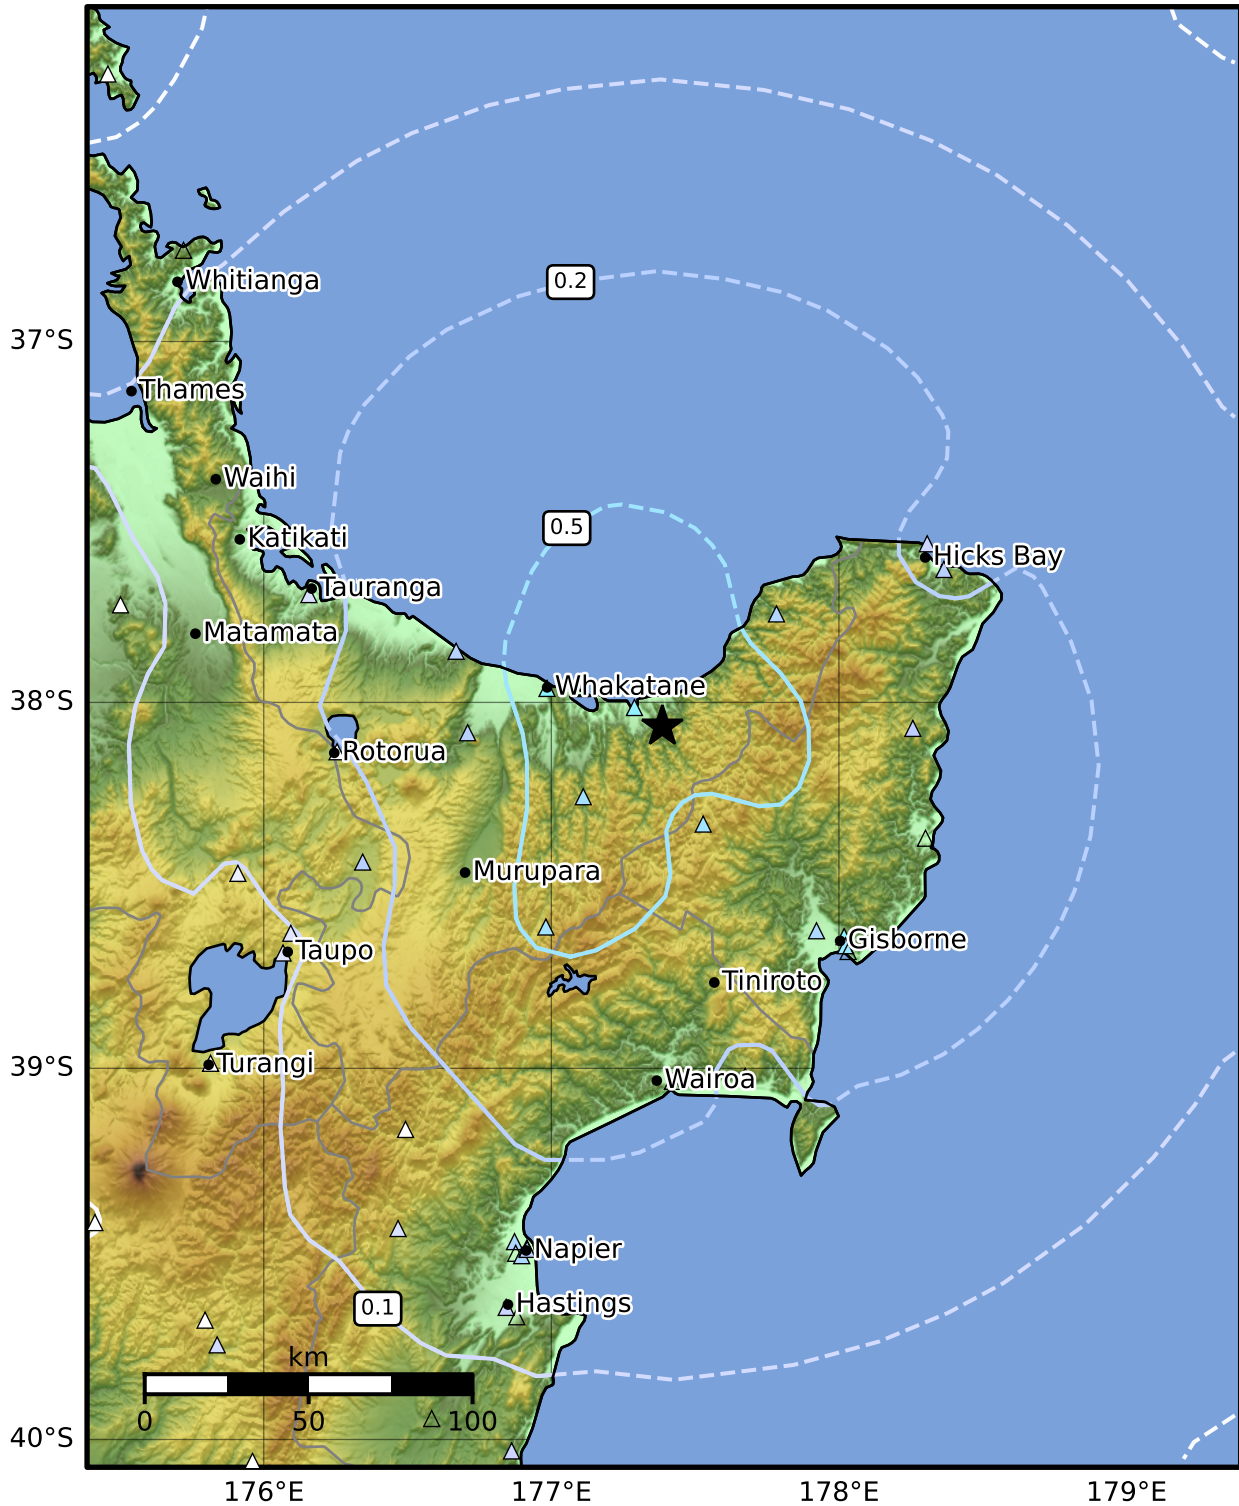 0.2
Whitianga
37°S
Thames
Waihi
0.5
Katikati
Hicks Bay
Tauranga
Matamata
Whakatane
38°S
Rotorua
Murupara
Gisborne
Taupo
Tiniroto
39°S
Turangi
Wairoa
Napier
Hastings
0.1
km
0 50 100
40°S
176°E 177°E 178°E 179°E